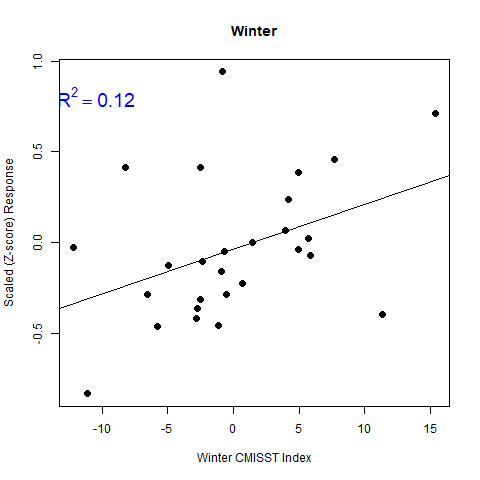 Winter
R² = 0.12
Scaled (Z-score) Response
1.0
0.5
0.0
-0.5
-10 -5 0 5 10 15
Winter CMISST Index